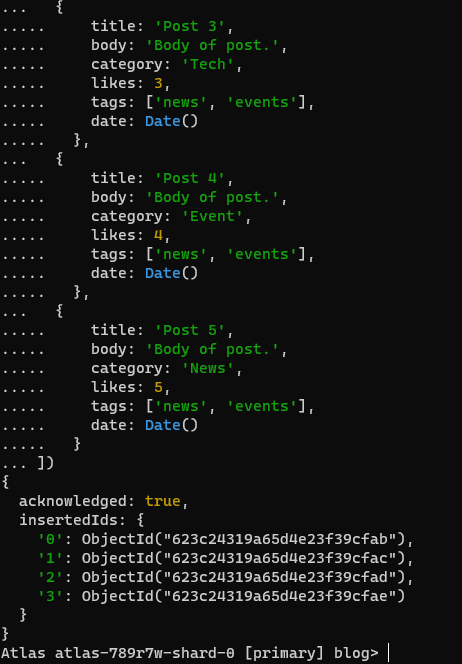 ...   {
.....     title: 'Post 3',
.....     body: 'Body of post.',
.....     category: 'Tech',
.....     likes: 3,
.....     tags: ['news', 'events'],
.....     date: Date()
.....   },
...   {
.....     title: 'Post 4',
.....     body: 'Body of post.',
.....     category: 'Event',
.....     likes: 4,
.....     tags: ['news', 'events'],
.....     date: Date()
.....   },
...   {
.....     title: 'Post 5',
.....     body: 'Body of post.',
.....     category: 'News',
.....     likes: 5,
.....     tags: ['news', 'events'],
.....     date: Date()
.....   }
... ])
{
  acknowledged: true,
  insertedIds: {
    '0': ObjectId("623c24319a65d4e23f39cfab"),
    '1': ObjectId("623c24319a65d4e23f39cfac"),
    '2': ObjectId("623c24319a65d4e23f39cfad"),
    '3': ObjectId("623c24319a65d4e23f39cfae")
  }
}
Atlas atlas-789r7w-shard-0 [primary] blog>